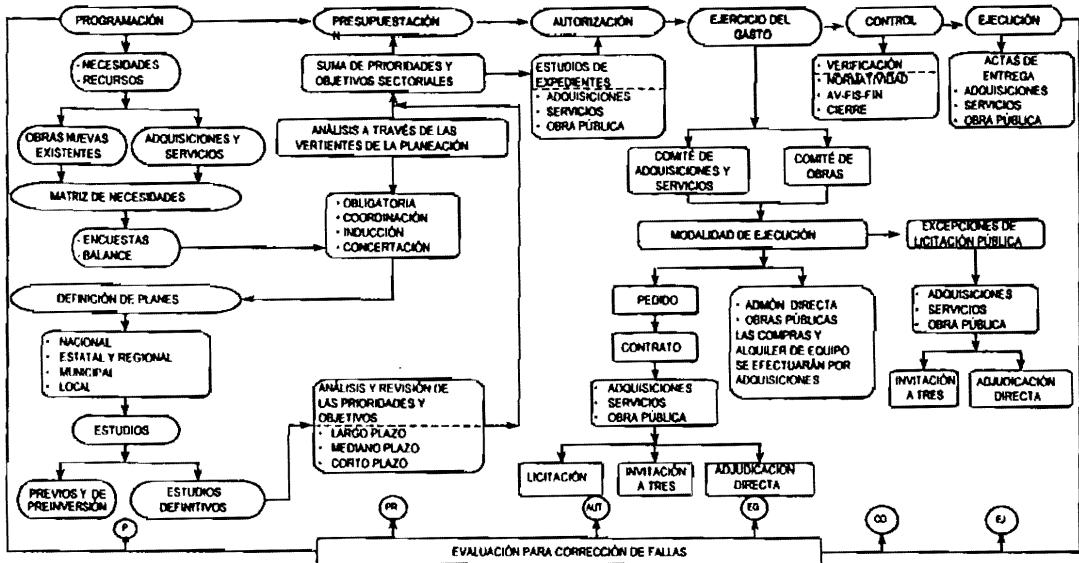 PROGRAMACIÓN
PRESUPUESTACIÓN
N
AUTORIZACIÓN
EJERCICIO DEL
GASTO
CONTROL
EJECUCIÓN
· NECESIDADES
· RECURSOS
OBRAS NUEVAS
EXISTENTES
ADQUISICIONES Y
SERVICIOS
MATRIZ DE NECESIDADES
· ENCUESTAS
· BALANCE
DEFINICIÓN DE PLANES
· NACIONAL
· ESTATAL Y REGIONAL
· MUNICIPAL
· LOCAL
ESTUDIOS
PREVIOS Y DE
PREINVERSIÓN
ESTUDIOS
DEFINITIVOS
SUMA DE PRIORIDADES Y
OBJETIVOS SECTORIALES
ANÁLISIS A TRAVÉS DE LAS
VERTIENTES DE LA PLANEACIÓN
· OBLIGATORIA
· COORDINACIÓN
· INDUCCIÓN
· CONCERTACIÓN
ANÁLISIS Y REVISIÓN DE
LAS PRIORIDADES Y
OBJETIVOS
· LARGO PLAZO
· MEDIANO PLAZO
· CORTO PLAZO
ESTUDIOS DE
EXPEDIENTES
· ADQUISICIONES
· SERVICIOS
· OBRA PÚBLICA
COMITÉ DE
ADQUISICIONES Y
SERVICIOS
COMITÉ DE
OBRAS
MODALIDAD DE EJECUCIÓN
PEDIDO
CONTRATO
· ADQUISICIONES
· SERVICIOS
· OBRA PÚBLICA
LICITACIÓN
INVITACIÓN
A TRES
ADJUDICACIÓN
DIRECTA
· ADMÓN DIRECTA
· OBRAS PÚBLICAS
LAS COMPRAS Y
ALQUILER DE EQUIPO
SE EFECTUARÁN POR
ADQUISICIONES
· VERIFICACIÓN
· NORMATIVIDAD
· AV-FIS-FIN
· CIERRE
ACTAS DE
ENTREGA
· ADQUISICIONES
· SERVICIOS
· OBRA PÚBLICA
EXCEPCIONES DE
LICITACIÓN PÚBLICA
· ADQUISICIONES
· SERVICIOS
· OBRA PÚBLICA
INVITACIÓN
A TRES
ADJUDICACIÓN
DIRECTA
P
PR
AUT
EG
CO
EJ
EVALUACIÓN PARA CORRECCIÓN DE FALLAS